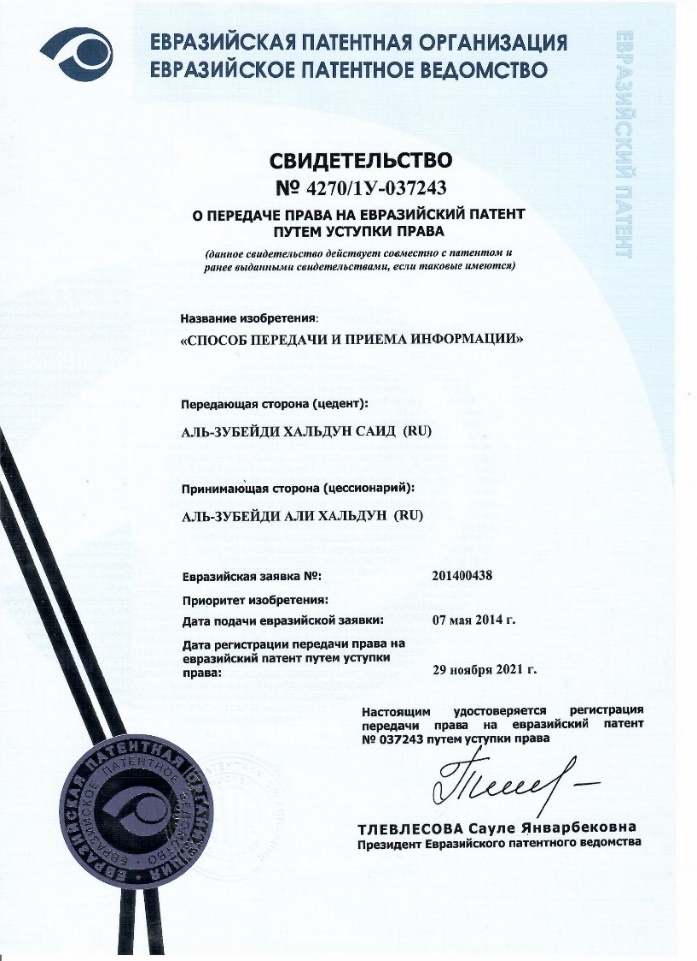 ЕВРАЗИЙСКАЯ ПАТЕНТНАЯ ОРГАНИЗАЦИЯ
ЕВРАЗИЙСКОЕ ПАТЕНТНОЕ ВЕДОМСТВО
ЕВРАЗИЙСКИЙ ПАТЕНТ
СВИДЕТЕЛЬСТВО
№ 4270/1У-037243
О ПЕРЕДАЧЕ ПРАВА НА ЕВРАЗИЙСКИЙ ПАТЕНТ
ПУТЕМ УСТУПКИ ПРАВА
(данное свидетельство действует совместно с патентом и
ранее выданными свидетельствами, если таковые имеются)
Название изобретения:
«СПОСОБ ПЕРЕДАЧИ И ПРИЕМА ИНФОРМАЦИИ»
Передающая сторона (цедент):
АЛЬ-ЗУБЕЙДИ ХАЛЬДУН САИД (RU)
Принимающая сторона (цессионарий):
АЛЬ-ЗУБЕЙДИ АЛИ ХАЛЬДУН (RU)
Евразийская заявка №: 201400438
Приоритет изобретения:
Дата подачи евразийской заявки: 07 мая 2014 г.
Дата регистрации передачи права на
евразийский патент путем уступки
права: 29 ноября 2021 г.
Настоящим удостоверяется регистрация
передачи права на евразийский патент
№ 037243 путем уступки права
ТЛЕВЛЕСОВА Сауле Январбековна
Президент Евразийского патентного ведомства
ЕВРАЗИЙСКАЯ ПАТЕНТНАЯ ОРГАНИЗАЦИЯ
ЕВРАЗИЙСКОЕ ПАТЕНТНОЕ ВЕДОМСТВО